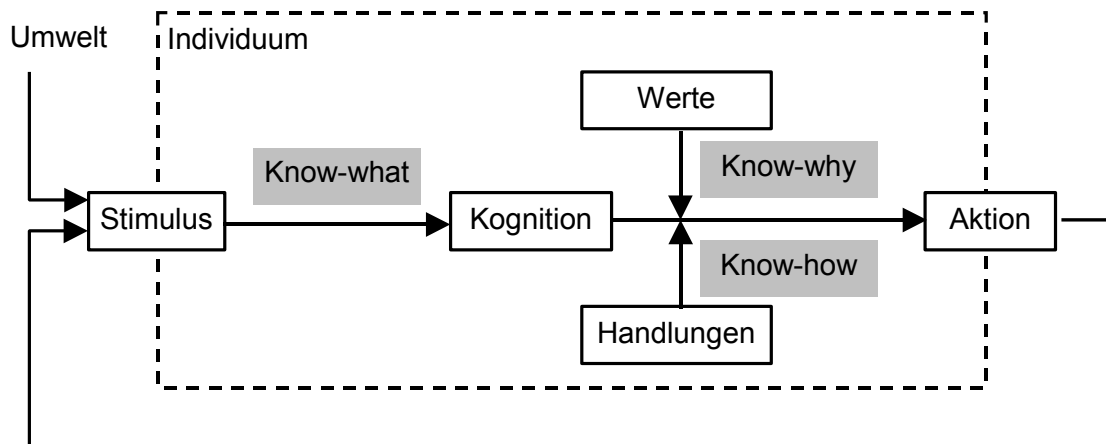 Umwelt
Individuum
Werte
Know-what
Know-why
Stimulus
Kognition
Aktion
Know-how
Handlungen